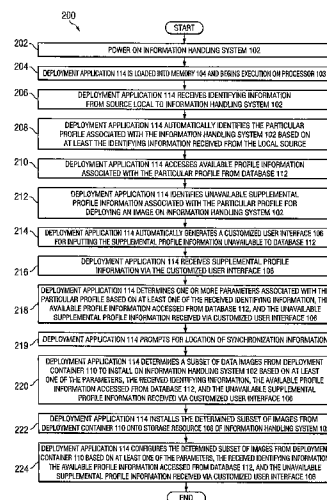 200
START
202
POWER ON INFORMATION HANDLING SYSTEM 102
204
DEPLOYMENT APPLICATION 114 IS LOADED INTO MEMORY 104 AND BEGINS EXECUTION ON PROCESSOR 103
206
DEPLOYMENT APPLICATION 114 RECEIVES IDENTIFYING INFORMATION
FROM SOURCE LOCAL TO INFORMATION HANDLING SYSTEM 102
208
DEPLOYMENT APPLICATION 114 AUTOMATICALLY IDENTIFIES THE PARTICULAR
PROFILE ASSOCIATED WITH THE INFORMATION HANDLING SYSTEM 102 BASED ON
AT LEAST THE IDENTIFYING INFORMATION RECEIVED FROM THE LOCAL SOURCE
210
DEPLOYMENT APPLICATION 114 ACCESSES AVAILABLE PROFILE INFORMATION
ASSOCIATED WITH THE PARTICULAR PROFILE FROM DATABASE 112
212
DEPLOYMENT APPLICATION 114 IDENTIFIES UNAVAILABLE SUPPLEMENTAL
PROFILE INFORMATION ASSOCIATED WITH THE PARTICULAR PROFILE FOR
DEPLOYING AN IMAGE ON INFORMATION HANDLING SYSTEM 102
214
DEPLOYMENT APPLICATION 114 AUTOMATICALLY GENERATES A CUSTOMIZED USER INTERFACE 106
FOR INPUTTING THE SUPPLEMENTAL PROFILE INFORMATION UNAVAILABLE TO DATABASE 112
216
DEPLOYMENT APPLICATION 114 RECEIVES SUPPLEMENTAL PROFILE
INFORMATION VIA THE CUSTOMIZED USER INTERFACE 106
218
DEPLOYMENT APPLICATION 114 DETERMINES ONE OR MORE PARAMETERS ASSOCIATED WITH THE
PARTICULAR PROFILE BASED ON AT LEAST ONE OF THE RECEIVED IDENTIFYING INFORMATION, THE
AVAILABLE PROFILE INFORMATION ACCESSED FROM DATABASE 112, AND THE UNAVAILABLE
SUPPLEMENTAL PROFILE INFORMATION RECEIVED VIA CUSTOMIZED USER INTERFACE 106
219
DEPLOYMENT APPLICATION 114 PROMPTS FOR LOCATION OF SYNCHRONIZATION INFORMATION
220
DEPLOYMENT APPLICATION 114 DETERMINES A SUBSET OF DATA IMAGES FROM DEPLOYMENT
CONTAINER 110 TO INSTALL ON INFORMATION HANDLING SYSTEM 102 BASED ON AT LEAST
ONE OF THE PARAMETERS, THE RECEIVED IDENTIFYING INFORMATION, THE AVAILABLE PROFILE
INFORMATION ACCESSED FROM DATABASE 112, AND THE UNAVAILABLE SUPPLEMENTAL PROFILE
INFORMATION RECEIVED VIA CUSTOMIZED USER INTERFACE 106
222
DEPLOYMENT APPLICATION 114 INSTALLS THE DETERMINED SUBSET OF IMAGES FROM
DEPLOYMENT CONTAINER 110 ONTO STORAGE RESOURCE 108 OF INFORMATION HANDLING SYSTEM 102
224
DEPLOYMENT APPLICATION 114 CONFIGURES THE DETERMINED SUBSET OF IMAGES FROM DEPLOYMENT
CONTAINER 110 BASED ON AT LEAST ONE OF THE PARAMETERS, THE RECEIVED IDENTIFYING INFORMATION,
THE AVAILABLE PROFILE INFORMATION ACCESSED FROM DATABASE 112, AND THE UNAVAILABLE
SUPPLEMENTAL PROFILE INFORMATION RECEIVED VIA CUSTOMIZED USER INTERFACE 106
END